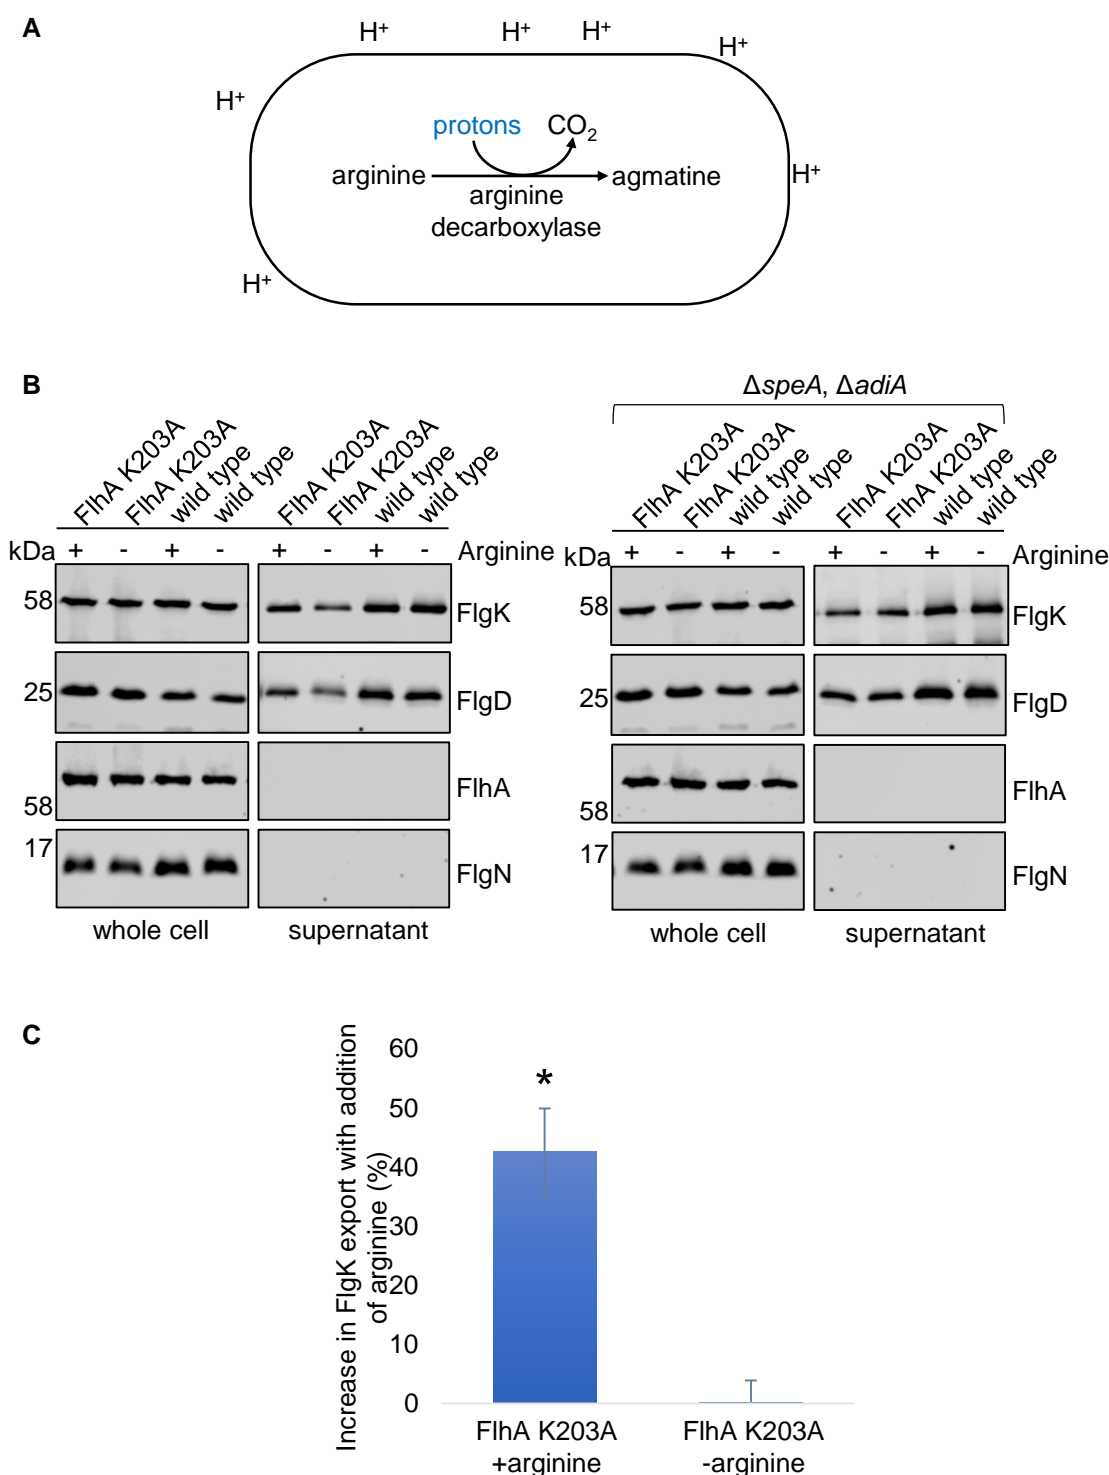 A
H+ H+ H+ H+
H+
protons CO2
arginine agmatine
H+
arginine
decarboxylase
H+
B
ΔspeA, ΔadiA
FlhA K203A FlhA K203A wild type wild type FlhA K203A FlhA K203A wild type wild type
kDa + - + - + - + - Arginine
58 FlgK
25 FlgD
58 FlhA
17 FlgN
whole cell supernatant
FlhA K203A FlhA K203A wild type wild type FlhA K203A FlhA K203A wild type wild type
kDa + - + - + - + - Arginine
58 FlgK
25 FlgD
58 FlhA
17 FlgN
whole cell supernatant
C
Increase in FlgK export with addition
of arginine (%)
60
50
40
30
20
10
0
*
FlhA K203A
+arginine
FlhA K203A
-arginine